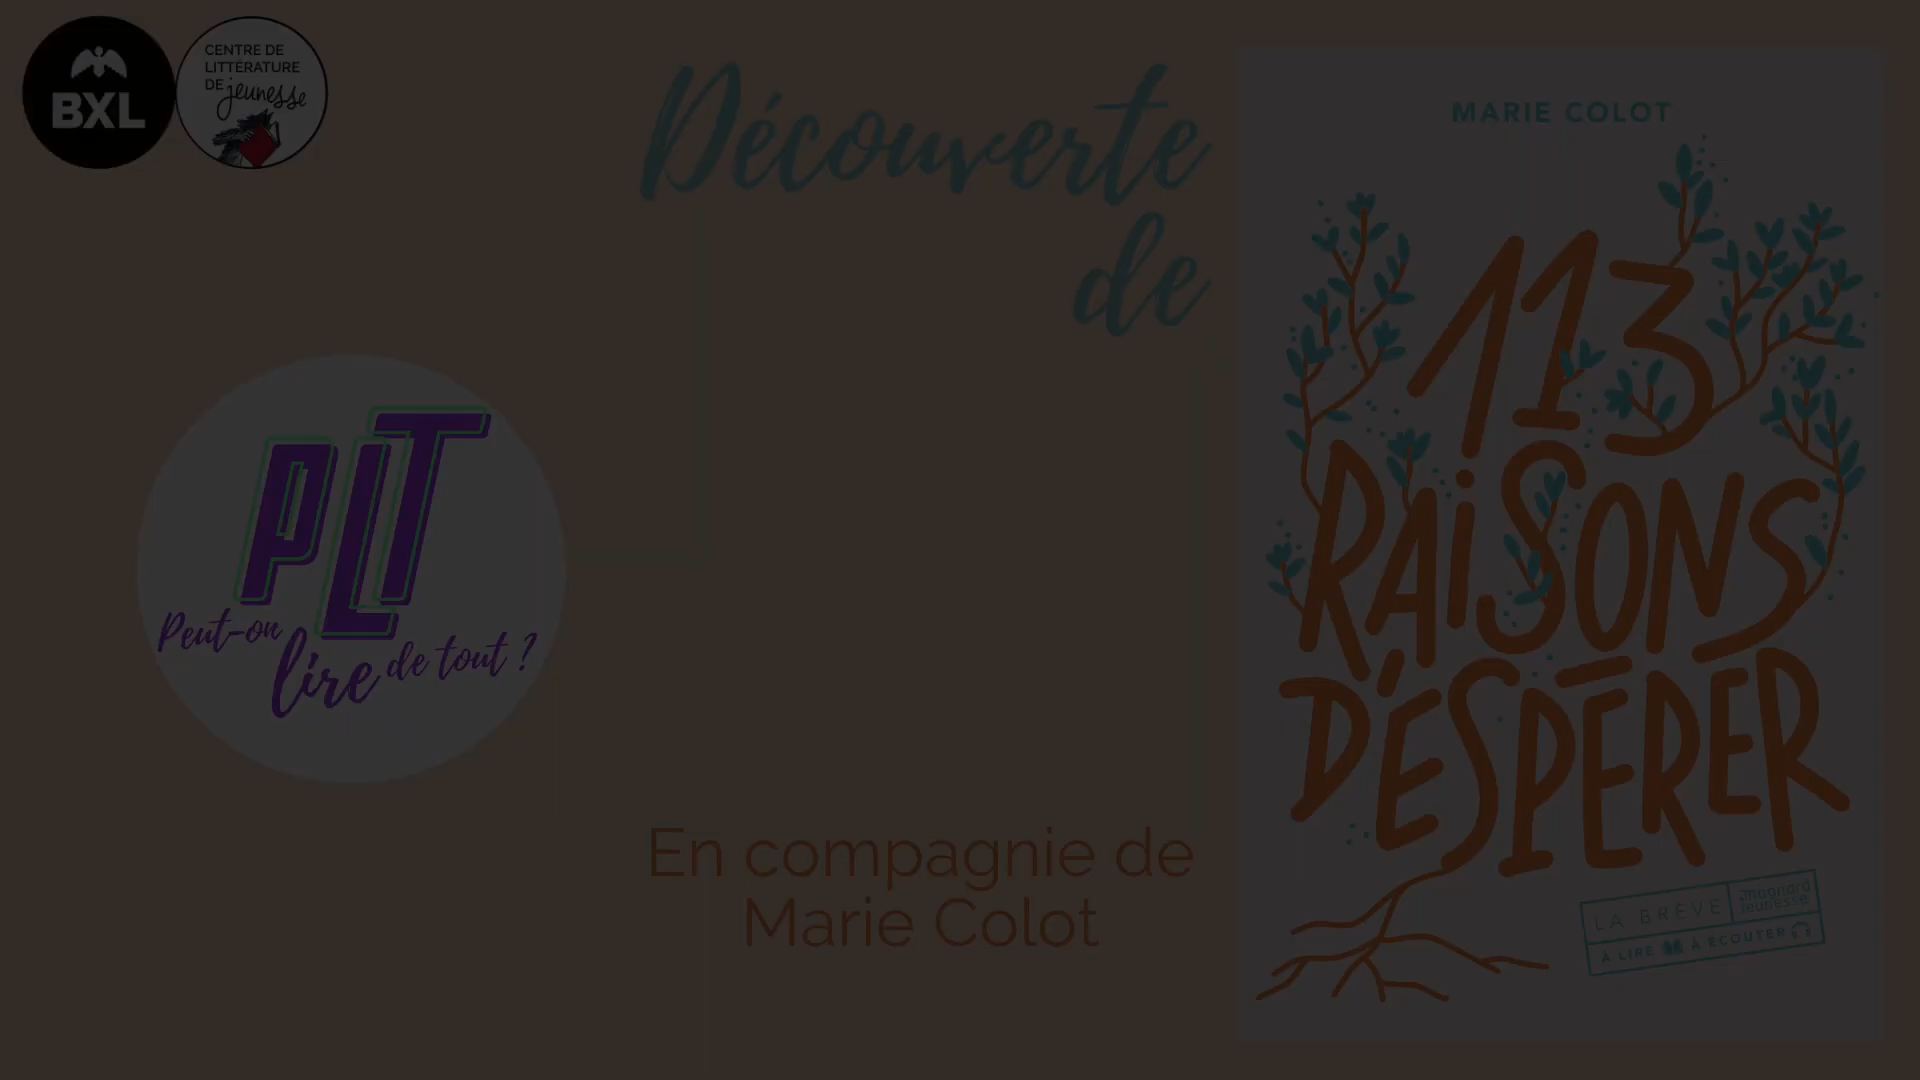 BXL
CENTRE DE
LITTÉRATURE
DE jeunesse
Découverte
de
PLT
Peut-on
lire de tout ?
En compagnie de
Marie Colot
MARIE COLOT
113
RAISONS
D'ESPÉRER
LA BRÈVE
magnard
jeunesse
À LIRE À ÉCOUTER